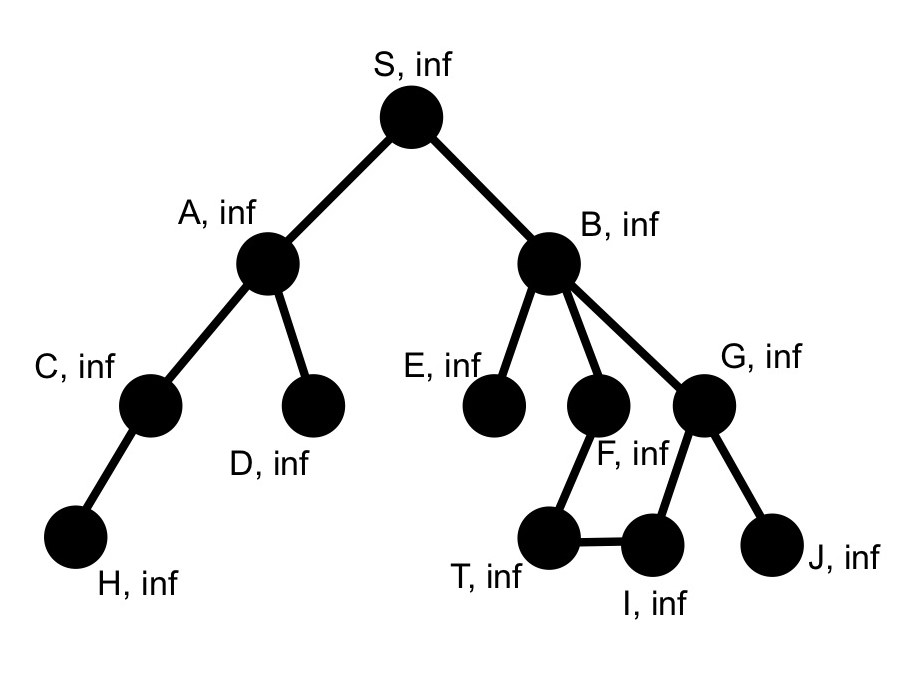 S, inf
A, inf
B, inf
C, inf
E, inf
G, inf
D, inf
F, inf
H, inf
T, inf
I, inf
J, inf